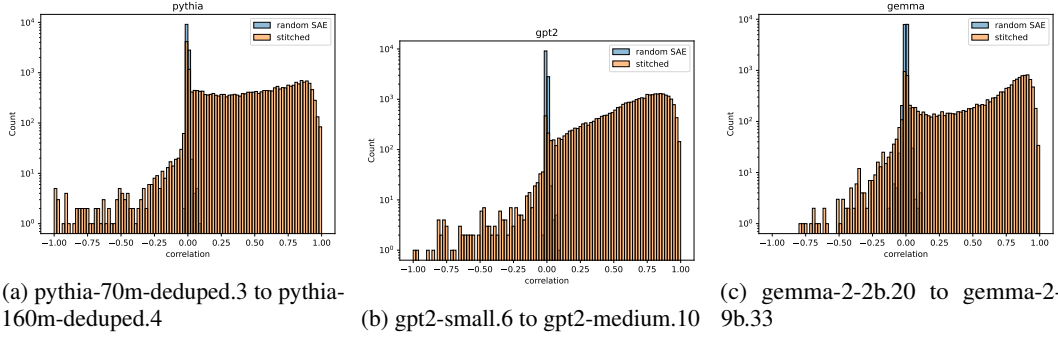 pythia
random SAE
stitched
10⁴
10³
10²
10¹
10⁰
Count
−1.00 −0.75 −0.50 −0.25 0.00 0.25 0.50 0.75 1.00
correlation
(a) pythia-70m-deduped.3 to pythia-
160m-deduped.4
gpt2
random SAE
stitched
10⁴
10³
10²
10¹
10⁰
Count
−1.00 −0.75 −0.50 −0.25 0.00 0.25 0.50 0.75 1.00
correlation
(b) gpt2-small.6 to gpt2-medium.10
gemma
random SAE
stitched
10⁴
10³
10²
10¹
10⁰
Count
−1.00 −0.75 −0.50 −0.25 0.00 0.25 0.50 0.75 1.00
correlation
(c) gemma-2-2b.20 to gemma-2-
9b.33